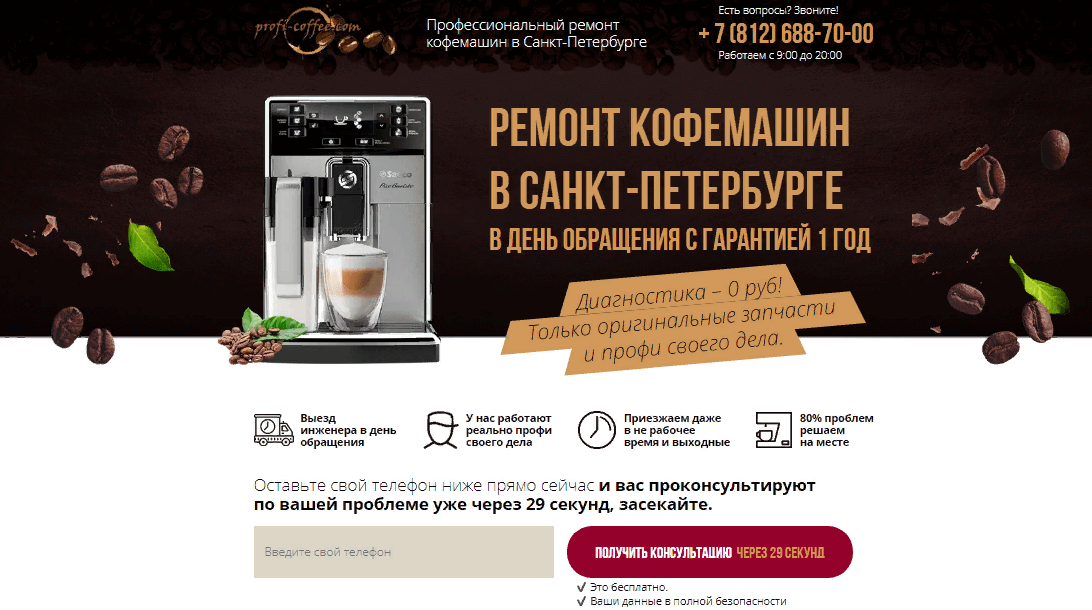 profi-coffee.com
Профессиональный ремонт
кофемашин в Санкт-Петербурге
Есть вопросы? Звоните!
+ 7 (812) 688-70-00
Работаем с 9:00 до 20:00
РЕМОНТ КОФЕМАШИН
В САНКТ-ПЕТЕРБУРГЕ
В ДЕНЬ ОБРАЩЕНИЯ С ГАРАНТИЕЙ 1 ГОД
Saeco
PicoBaristo
Диагностика – 0 руб!
Только оригинальные запчасти
и профи своего дела.
Выезд
инженера в день
обращения
У нас работают
реально профи
своего дела
Приезжаем даже
в не рабочее
время и выходные
80% проблем
решаем
на месте
Оставьте свой телефон ниже прямо сейчас и вас проконсультируют
по вашей проблеме уже через 29 секунд, засекайте.
Введите свой телефон
ПОЛУЧИТЬ КОНСУЛЬТАЦИЮ ЧЕРЕЗ 29 СЕКУНД
Это бесплатно.
Ваши данные в полной безопасности